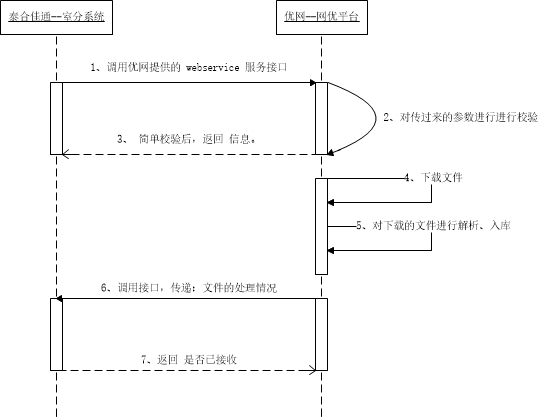 泰合佳通--室分系统
优网--网优平台
1、调用优网提供的 webservice 服务接口
2、对传过来的参数进行进行校验
3、 简单校验后，返回 信息。
4、下载文件
5、对下载的文件进行解析、入库
6、调用接口，传递：文件的处理情况
7、返回 是否已接收